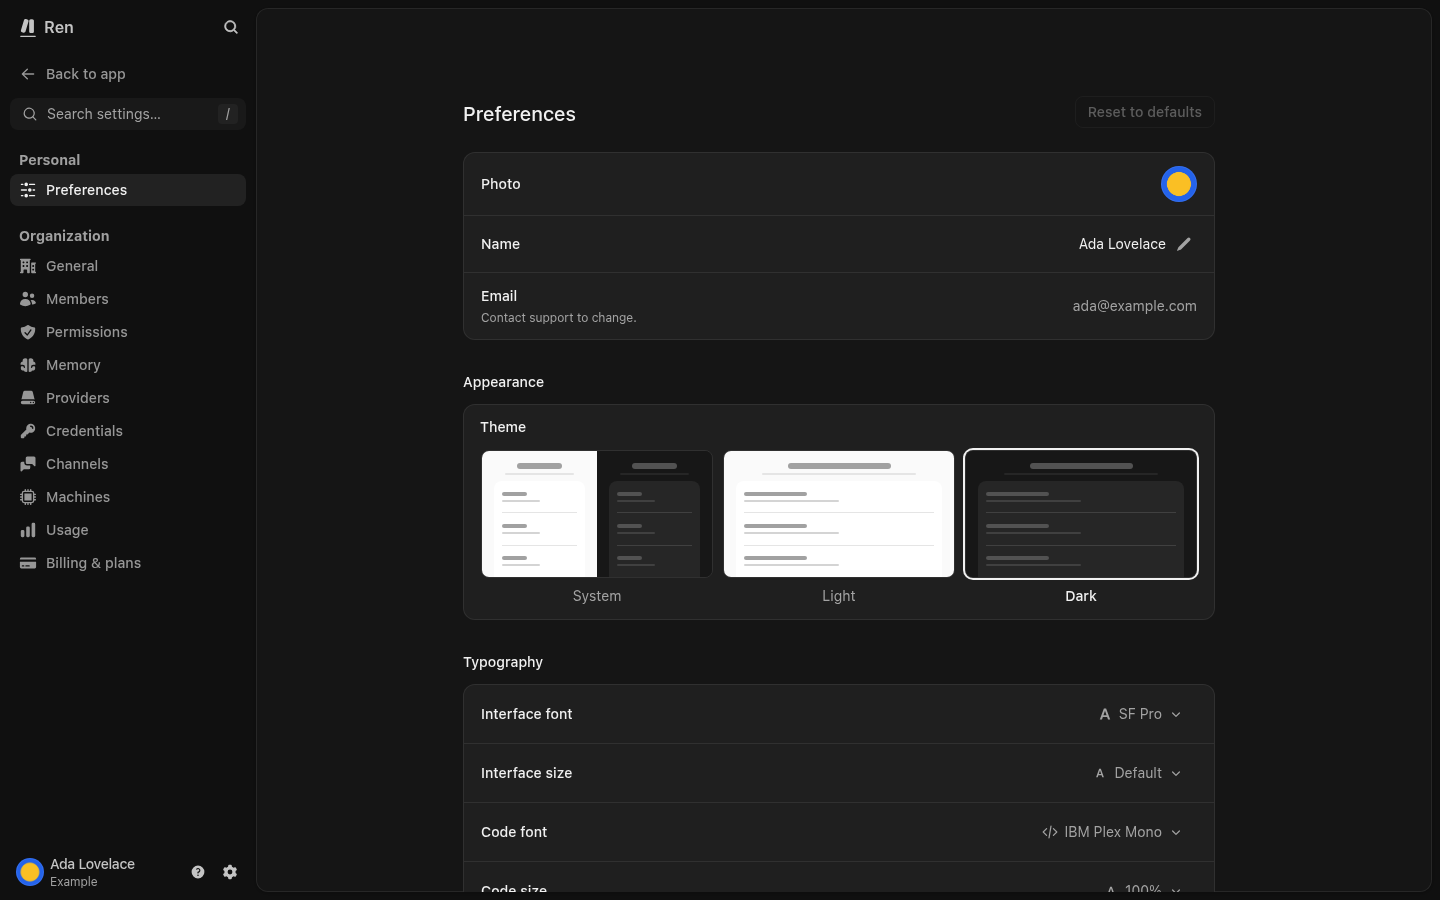 Ren
Back to app
Search settings...
/
Personal
Preferences
Organization
General
Members
Permissions
Memory
Providers
Credentials
Channels
Machines
Usage
Billing & plans
Ada Lovelace
Example
Preferences
Reset to defaults
Photo
Name
Ada Lovelace
Email
Contact support to change.
ada@example.com
Appearance
Theme
System
Light
Dark
Typography
Interface font
A SF Pro
Interface size
A Default
Code font
</> IBM Plex Mono
Code size
A 100%